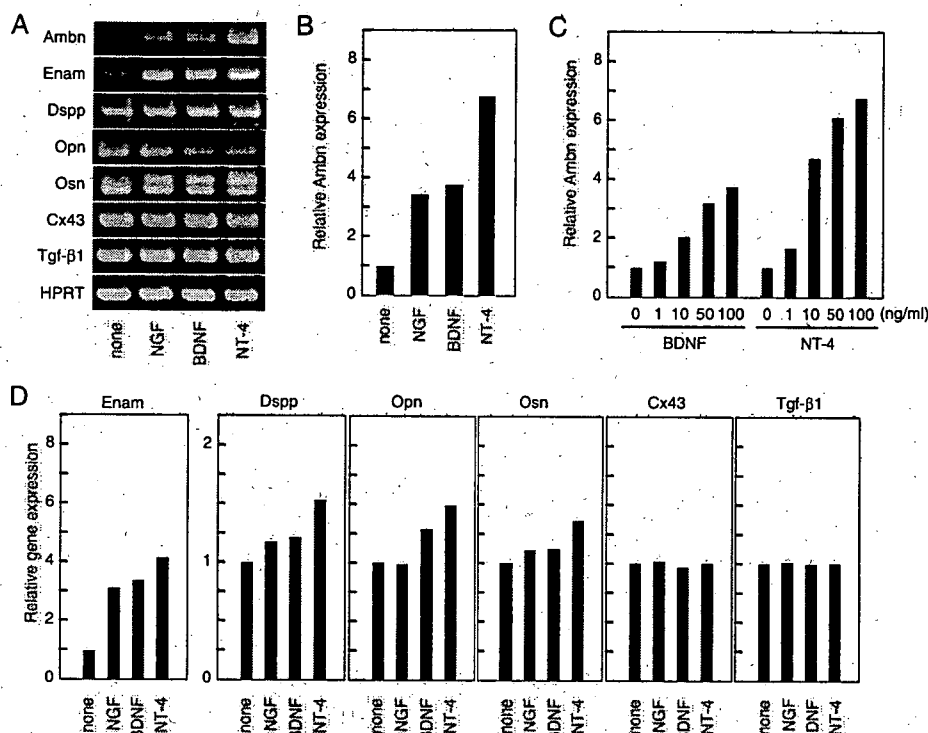 A
Ambn
Enam
Dspp
Opn
Osn
Cx43
Tgf-β1
HPRT
none
NGF
BDNF
NT-4
B
Relative Ambn expression
8
6
4
2
0
none
NGF
BDNF
NT-4
C
Relative Ambn expression
8
6
4
2
0
0 1 10 50 100 0 1 10 50 100 (ng/ml)
BDNF NT-4
D
Relative gene expression
Enam Dspp Opn Osn Cx43 Tgf-β1
8
6
4
2
0
2
1
0
none
NGF
BDNF
NT-4
none
NGF
BDNF
NT-4
none
NGF
BDNF
NT-4
none
NGF
BDNF
NT-4
none
NGF
BDNF
NT-4
none
NGF
BDNF
NT-4